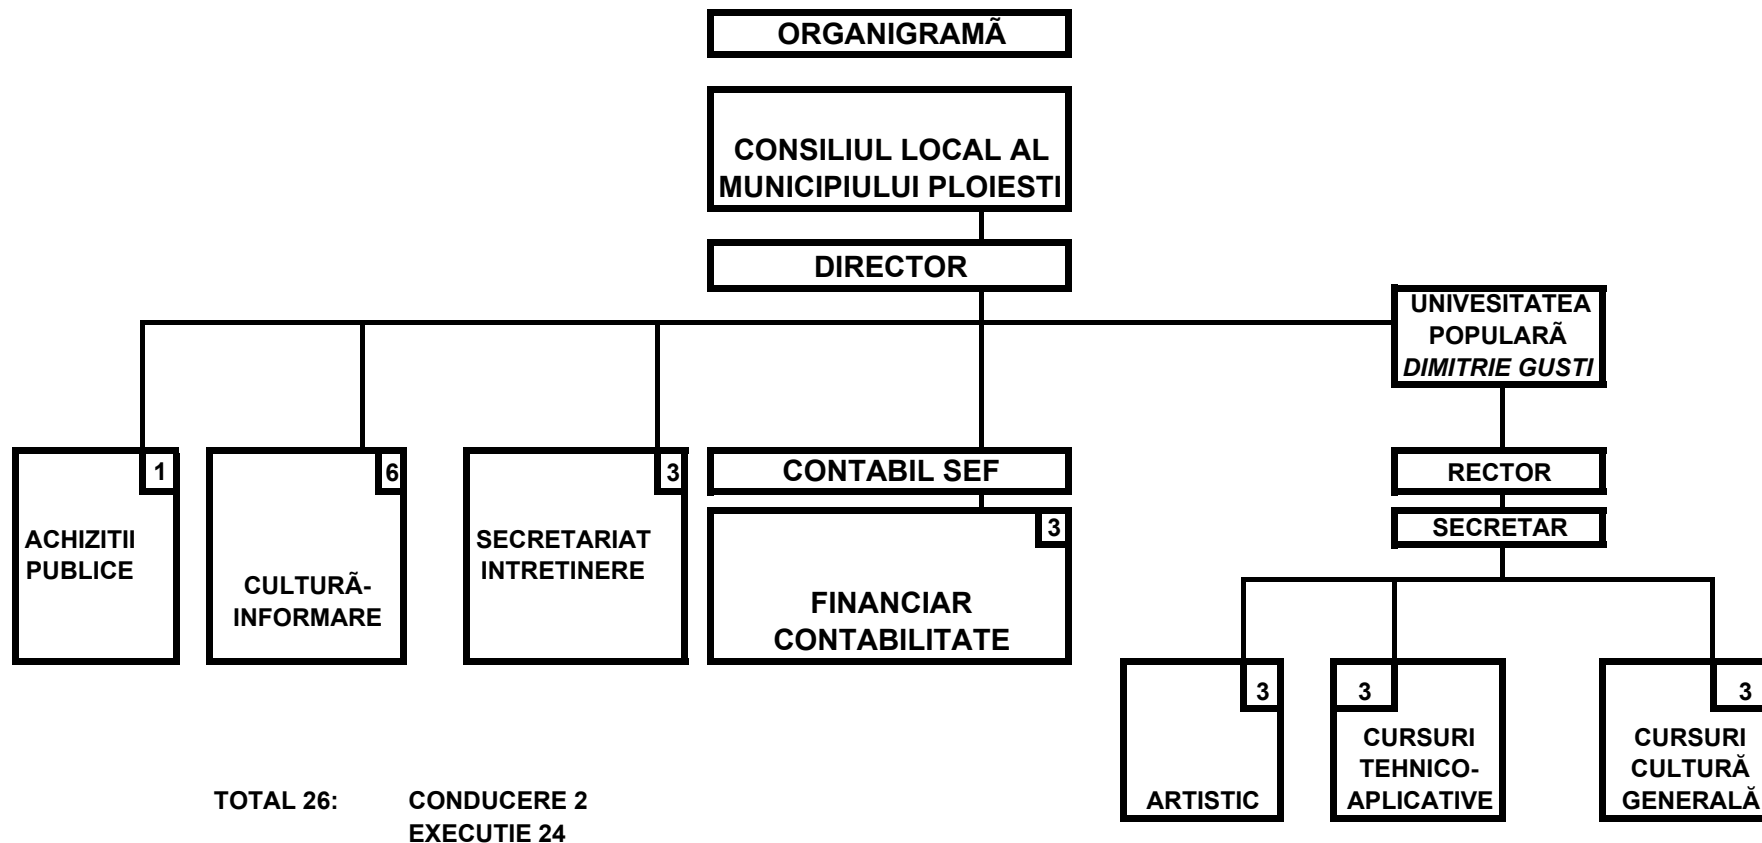 ORGANIGRAMÃ
CONSILIUL LOCAL AL
MUNICIPIULUI PLOIESTI
DIRECTOR
UNIVESITATEA
POPULARÃ
DIMITRIE GUSTI
1
ACHIZITII
PUBLICE
6
CULTURÃ-
INFORMARE
3
SECRETARIAT
INTRETINERE
CONTABIL SEF
3
FINANCIAR
CONTABILITATE
RECTOR
SECRETAR
3
ARTISTIC
3
CURSURI
TEHNICO-
APLICATIVE
3
CURSURI
CULTURĂ
GENERALĂ
TOTAL 26: CONDUCERE 2
EXECUTIE 24